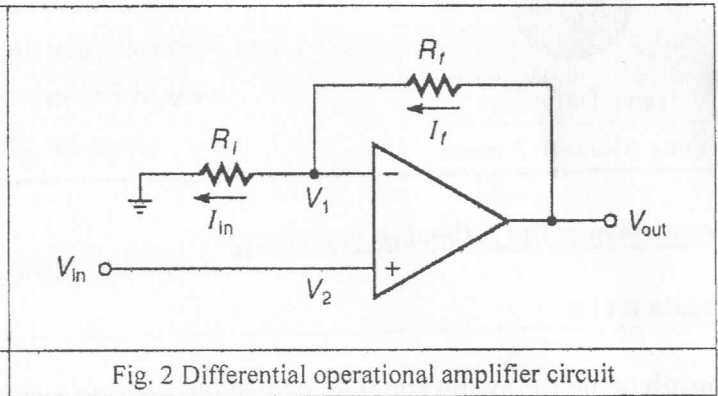 R_f
I_f
R_i
I_in
V_1
−
V_out
V_in
+
V_2
Fig. 2 Differential operational amplifier circuit